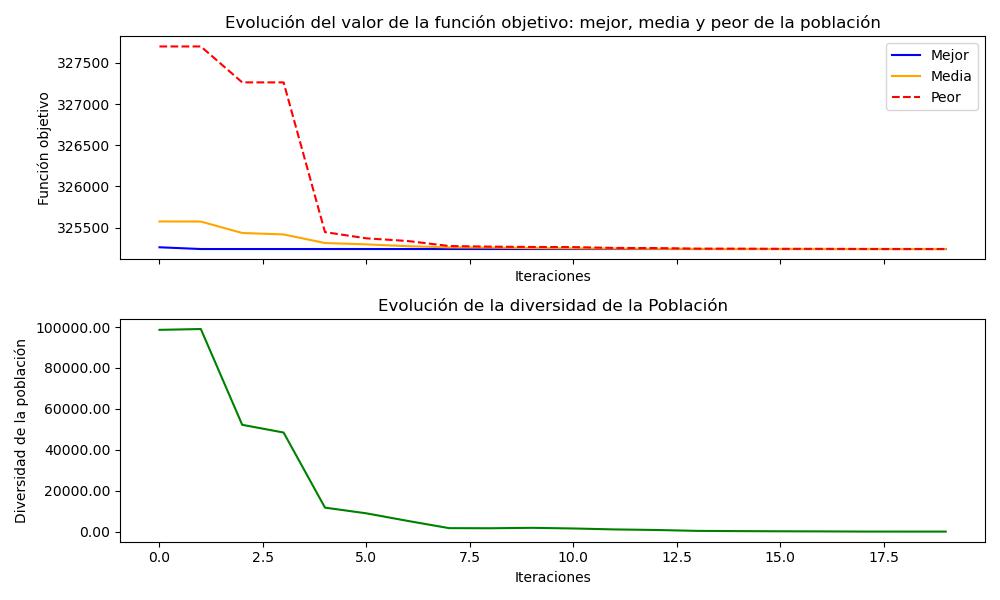 Evolución del valor de la función objetivo: mejor, media y peor de la población
Función objetivo
327500
327000
326500
326000
325500
Mejor
Media
Peor
Iteraciones
Evolución de la diversidad de la Población
Diversidad de la población
100000.00
80000.00
60000.00
40000.00
20000.00
0.00
0.0 2.5 5.0 7.5 10.0 12.5 15.0 17.5
Iteraciones